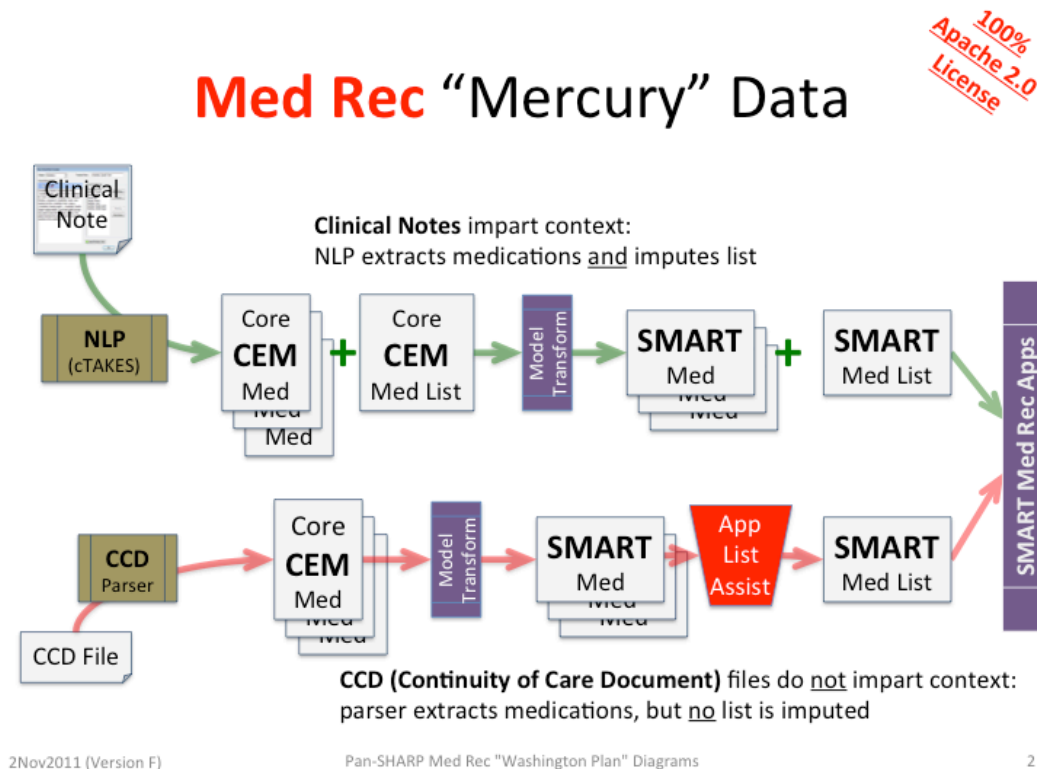 100%
Apache 2.0
License
Med Rec “Mercury” Data
Clinical
Note
Clinical Notes impart context:
NLP extracts medications and imputes list
NLP
(cTAKES)
Core
CEM
Med
Med
Med
+
Core
CEM
Med List
Model
Transform
SMART
Med
Med
Med
+
SMART
Med List
SMART Med Rec Apps
CCD
Parser
CCD File
Core
CEM
Med
Med
Med
Model
Transform
SMART
Med
Med
Med
App
List
Assist
SMART
Med List
CCD (Continuity of Care Document) files do not impart context:
parser extracts medications, but no list is imputed
2Nov2011 (Version F)
Pan-SHARP Med Rec "Washington Plan" Diagrams
2